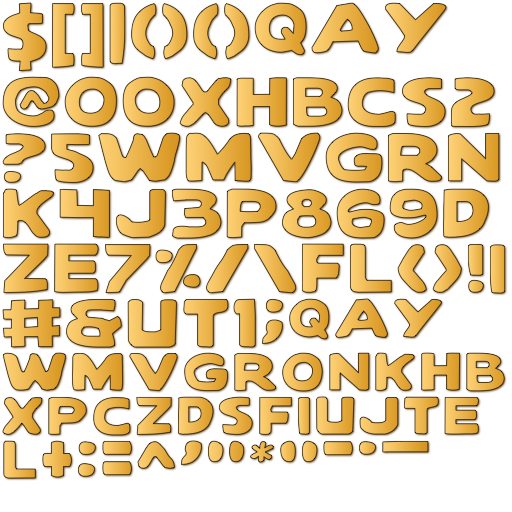 $[]|()()QAY
@OOXHBCS2
?5WMVGRN
K4J3P869D
ZE7%/\FL()!I
#&UT1;QAY
WMVGRONKHB
XPCZDSFIUJTE
L+:=^,"*"-·_